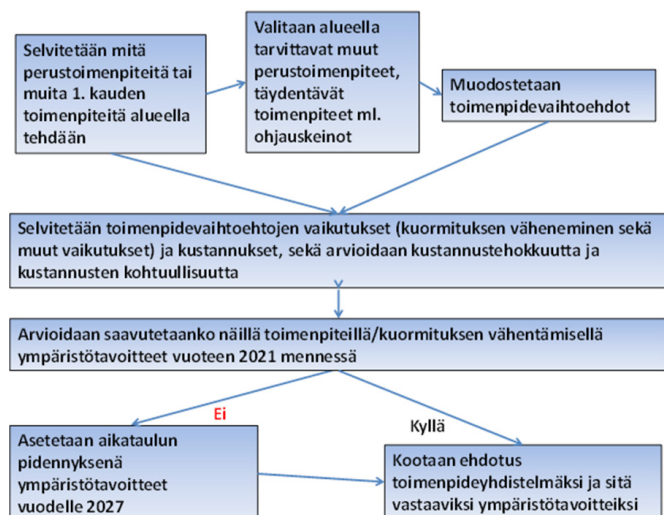 Selvitetään mitä
perustoimenpiteitä tai
muita 1. kauden
toimenpiteitä alueella
tehdään
Valitaan alueella
tarvittavat muut
perustoimenpiteet,
täydentävät
toimenpiteet ml.
ohjauskeinot
Muodostetaan
toimenpidevaihtoehdot
Selvitetään toimenpidevaihtoehtojen vaikutukset (kuormituksen väheneminen sekä
muut vaikutukset) ja kustannukset, sekä arvioidaan kustannustehokkuutta ja
kustannusten kohtuullisuutta
Arvioidaan saavutetaanko näillä toimenpiteillä/kuormituksen vähentämisellä
ympäristötavoitteet vuoteen 2021 mennessä
Ei
Kyllä
Asetetaan aikataulun
pidennyksenä
ympäristötavoitteet
vuodelle 2027
Kootaan ehdotus
toimenpideyhdistelmäksi ja sitä
vastaaviksi ympäristötavoitteiksi